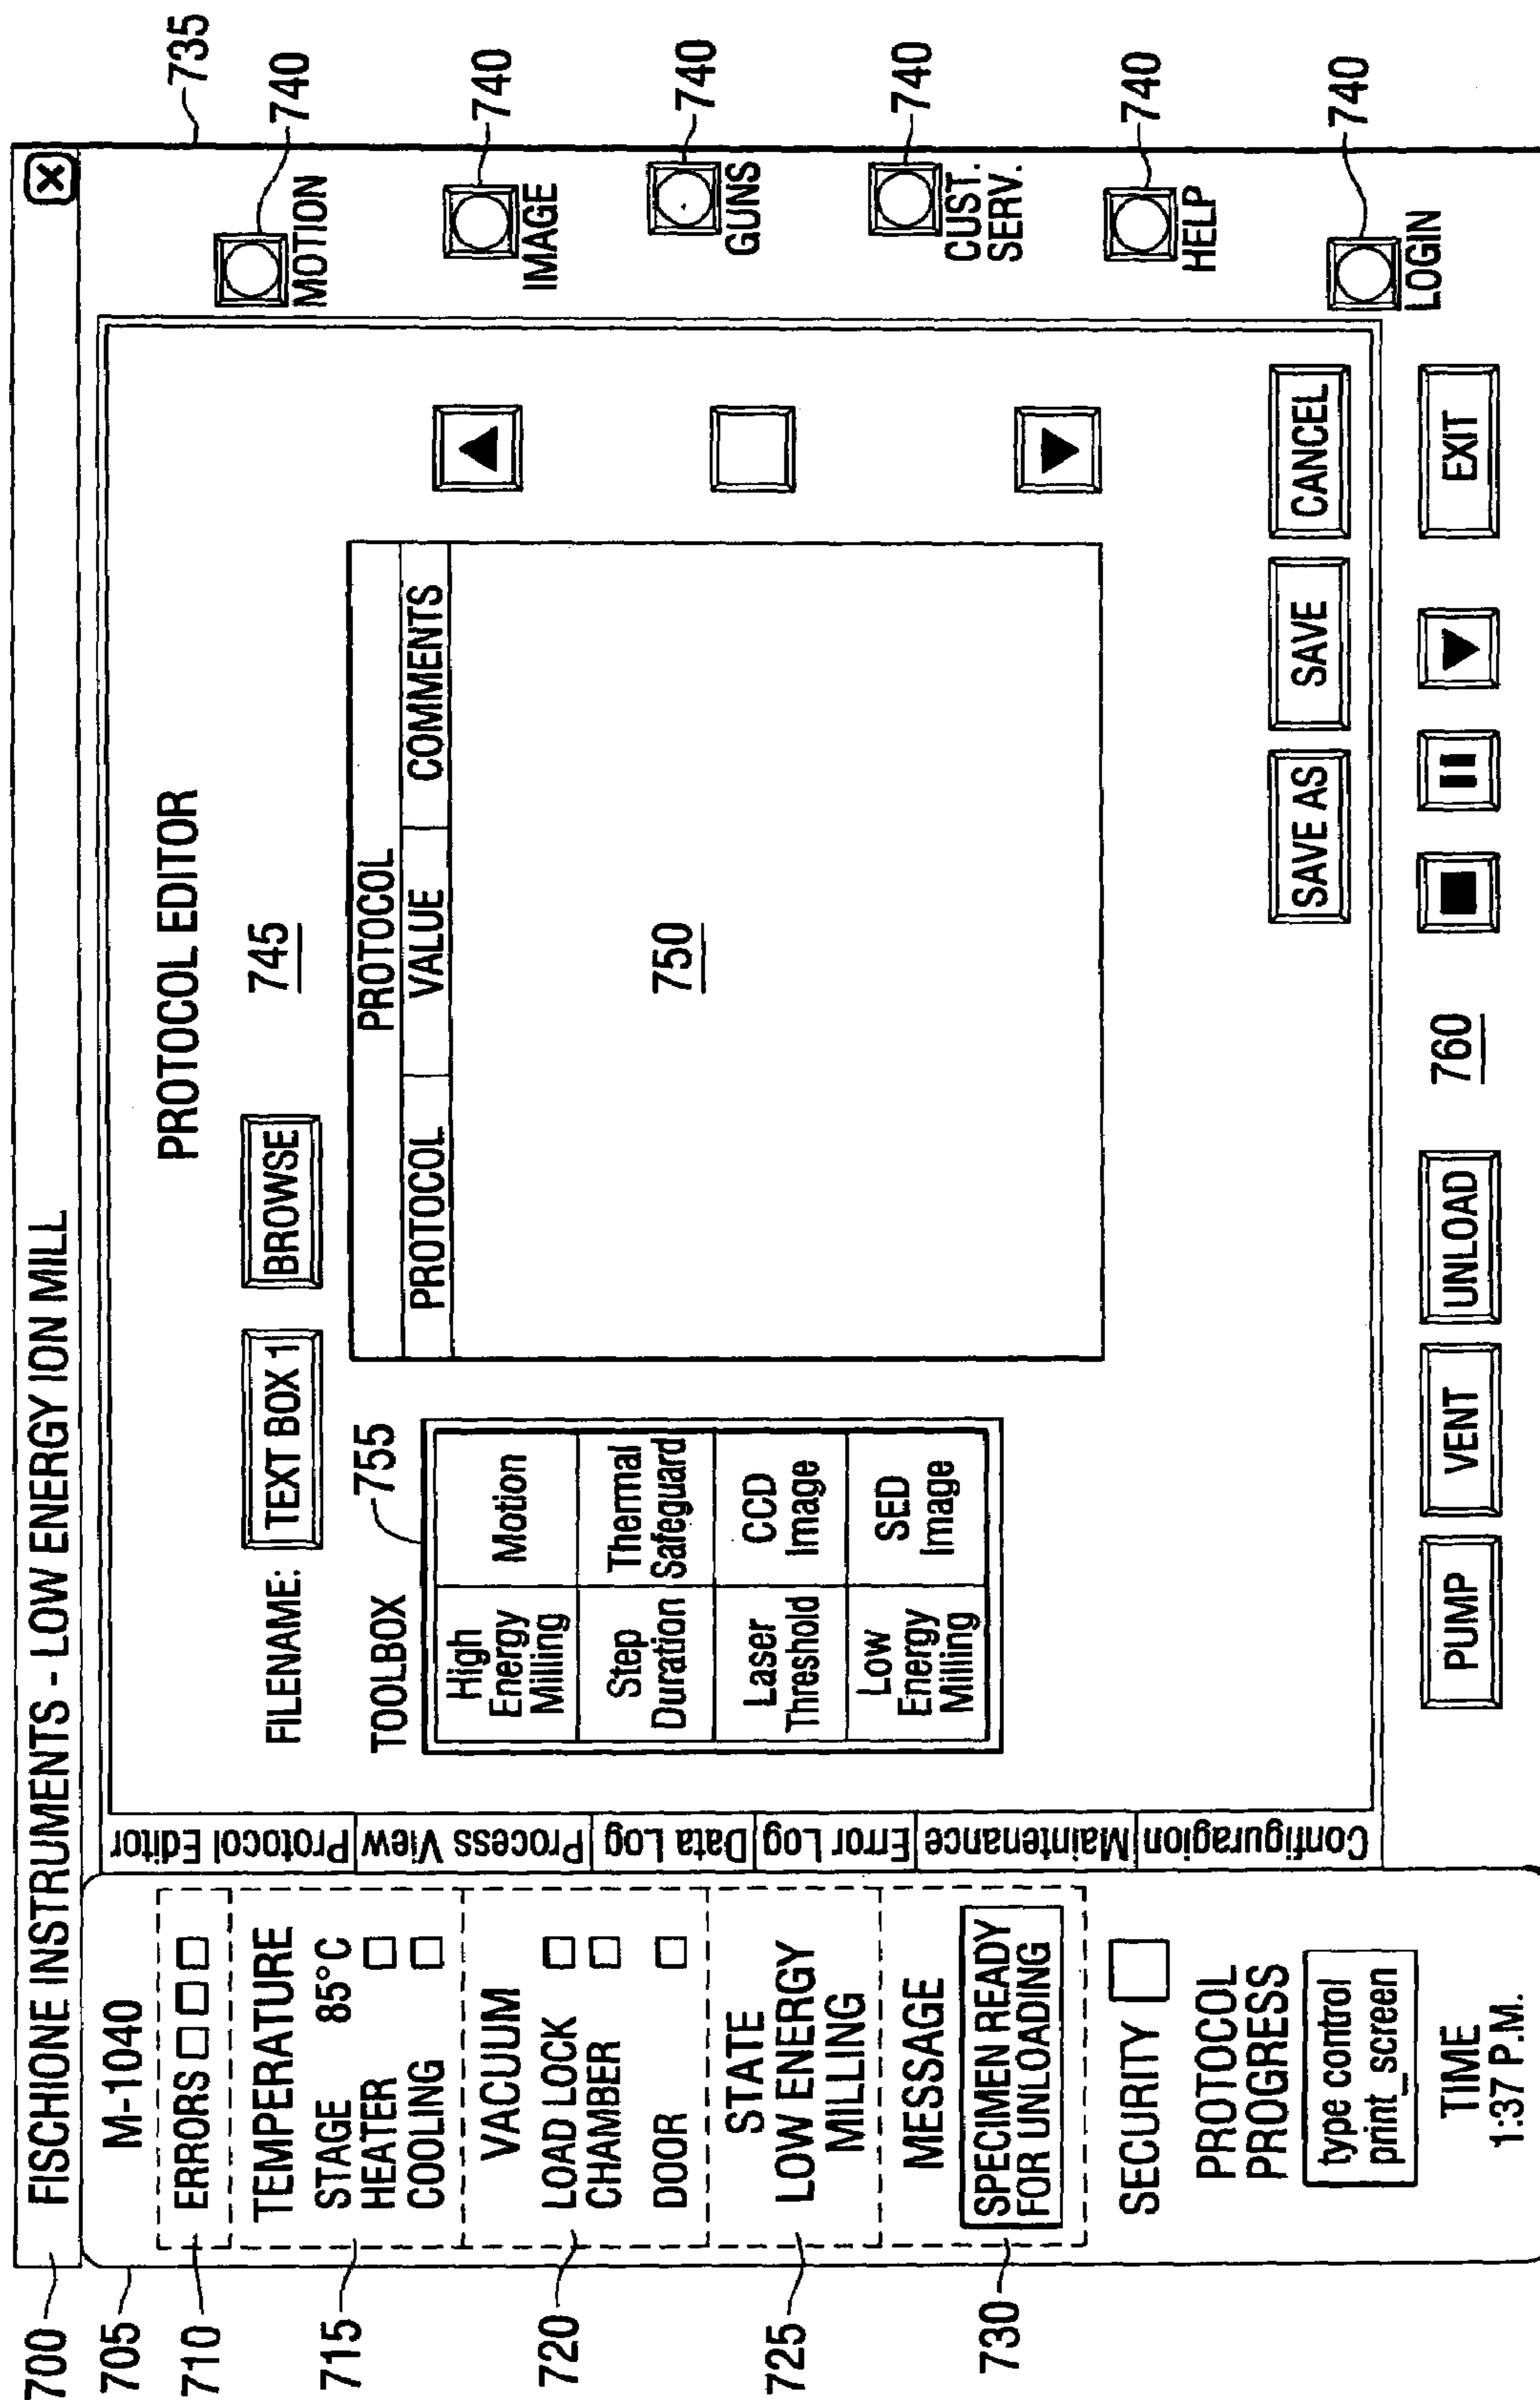 700
FISCHIONE INSTRUMENTS - LOW ENERGY ION MILL
X
705
M-1040
710
ERRORS
715
TEMPERATURE
STAGE 85°C
HEATER
COOLING
720
VACUUM
LOAD LOCK
CHAMBER
DOOR
725
STATE
LOW ENERGY
MILLING
730
MESSAGE
SPECIMEN READY
FOR UNLOADING
SECURITY
PROTOCOL
PROGRESS
type control
print_screen
TIME
1:37 P.M.
Protocol Editor
Process View
Data Log
Error Log
Maintenance
Configuragion
PROTOCOL EDITOR
FILENAME: TEXT BOX 1 BROWSE
745
TOOLBOX
755
High
Energy
Milling
Motion
Step
Duration
Thermal
Safeguard
Laser
Threshold
CCD
Image
Low
Energy
Milling
SED
Image
PROTOCOL
PROTOCOL VALUE COMMENTS
750
SAVE AS SAVE CANCEL
PUMP VENT UNLOAD 760 EXIT
735
740
MOTION
740
IMAGE
740
GUNS
740
CUST.
SERV.
740
HELP
740
LOGIN